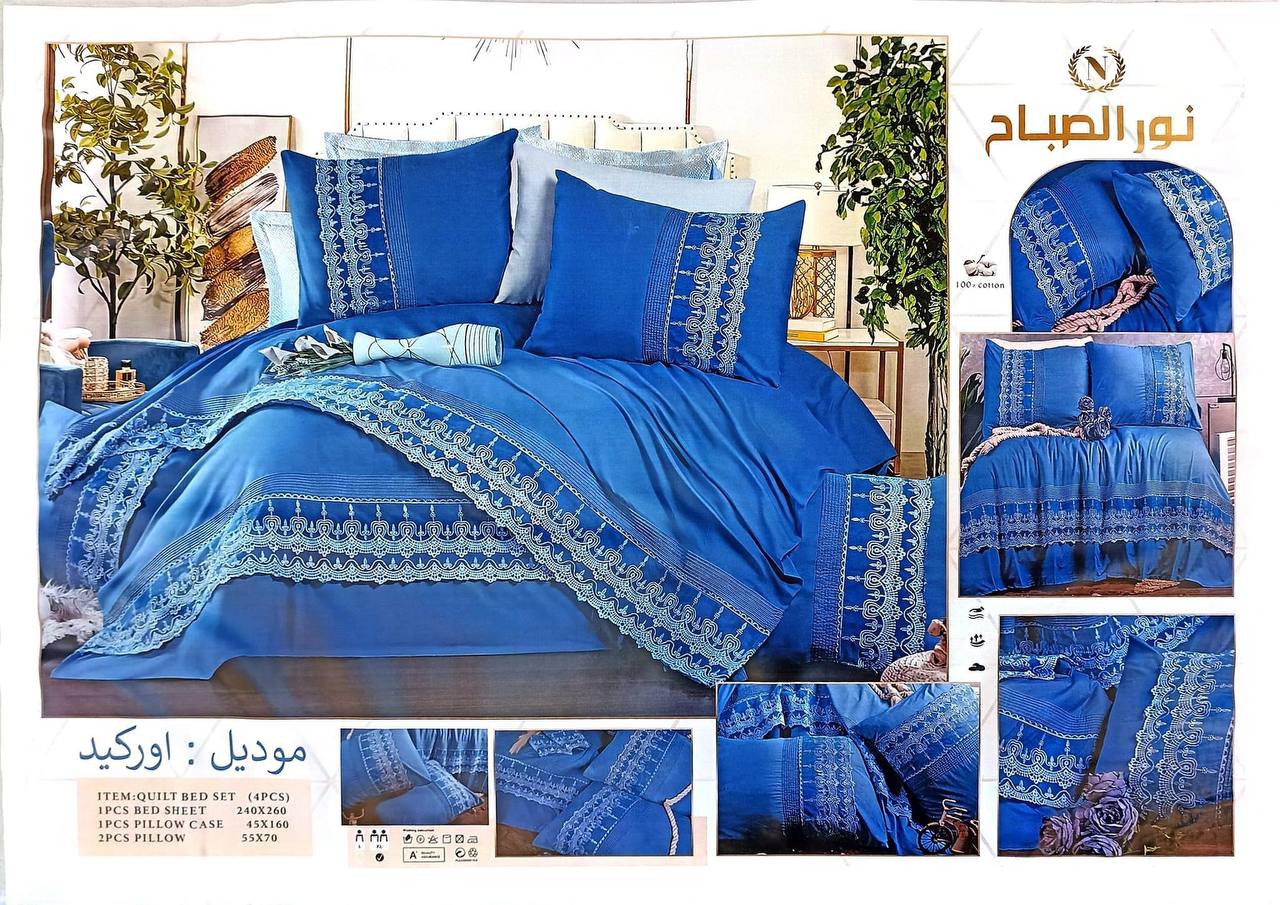 N
نور الصباح
100% cotton
موديل : اوركيد
ITEM:QUILT BED SET (4PCS)
1PCS BED SHEET 240X260
1PCS PILLOW CASE 45X160
2PCS PILLOW 55X70